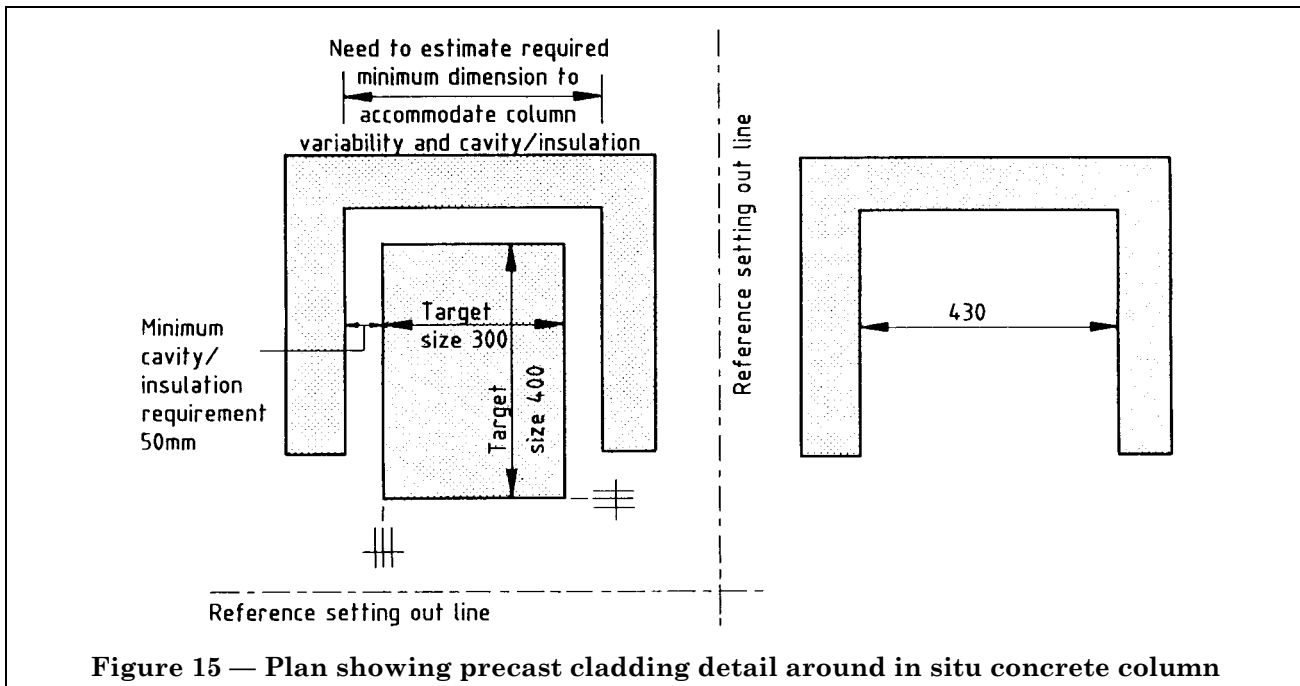 Need to estimate required
minimum dimension to
accommodate column
variability and cavity/insulation
Minimum
cavity/
insulation
requirement
50mm
Target
size 300
Target
size 400
Reference setting out line
Reference setting out line
430
Figure 15 — Plan showing precast cladding detail around in situ concrete column